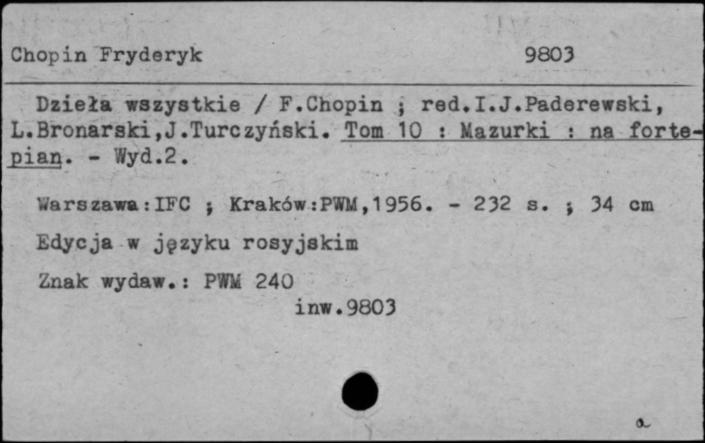 Chopin Fryderyk 9803
Dzieła wszystkie / F.Chopin ; red.I.J.Paderewski,
L.Bronarski,J.Turczyński. Tom 10 : Mazurki : na forte-
pian. - Wyd.2.
Warszawa:IFC ; Kraków:PWM,1956. - 232 s. ; 34 cm
Edycja w języku rosyjskim
Znak wydaw.: PWM 240
inw.9803
a